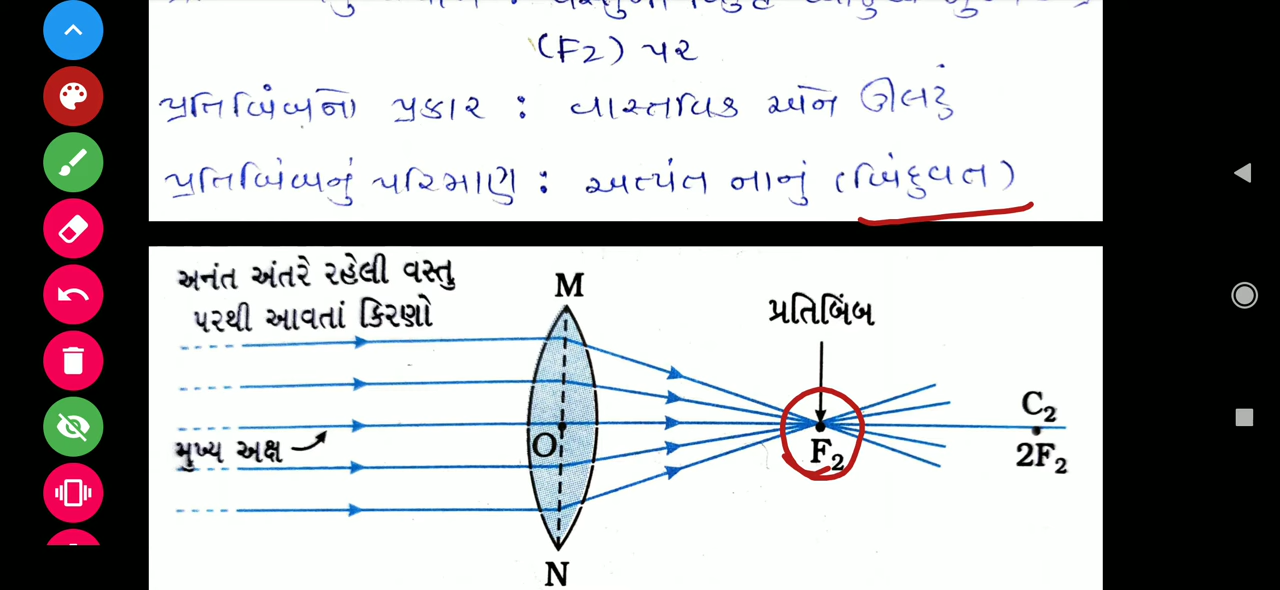 (F2) પર
પ્રતિબિંબનો પ્રકાર : વાસ્તવિક અને ઊલટું
પ્રતિબિંબનું પરિમાણ : અત્યંત નાનું (બિંદુવત)
અનંત અંતરે રહેલી વસ્તુ
પરથી આવતાં કિરણો
M
પ્રતિબિંબ
C2
મુખ્ય અક્ષ
O
F2
2F2
N